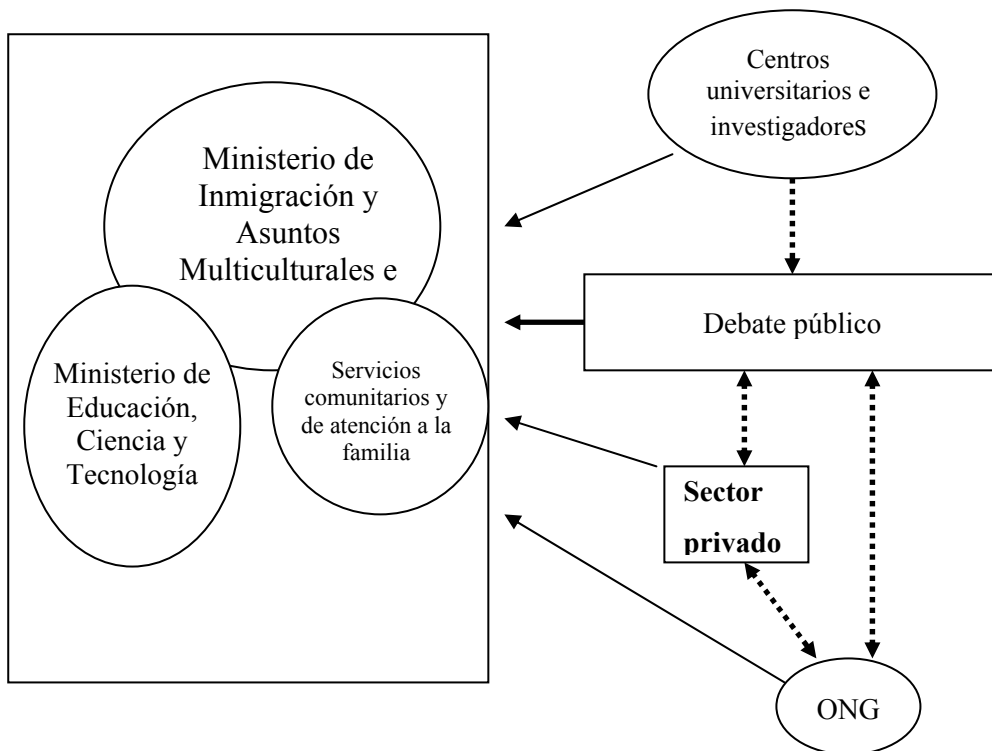 Ministerio de
Inmigración y
Asuntos
Multiculturales e
Ministerio de
Educación,
Ciencia y
Tecnología
Servicios
comunitarios y
de atención a la
familia
Centros
universitarios e
investigadores
Debate público
Sector
privado
ONG